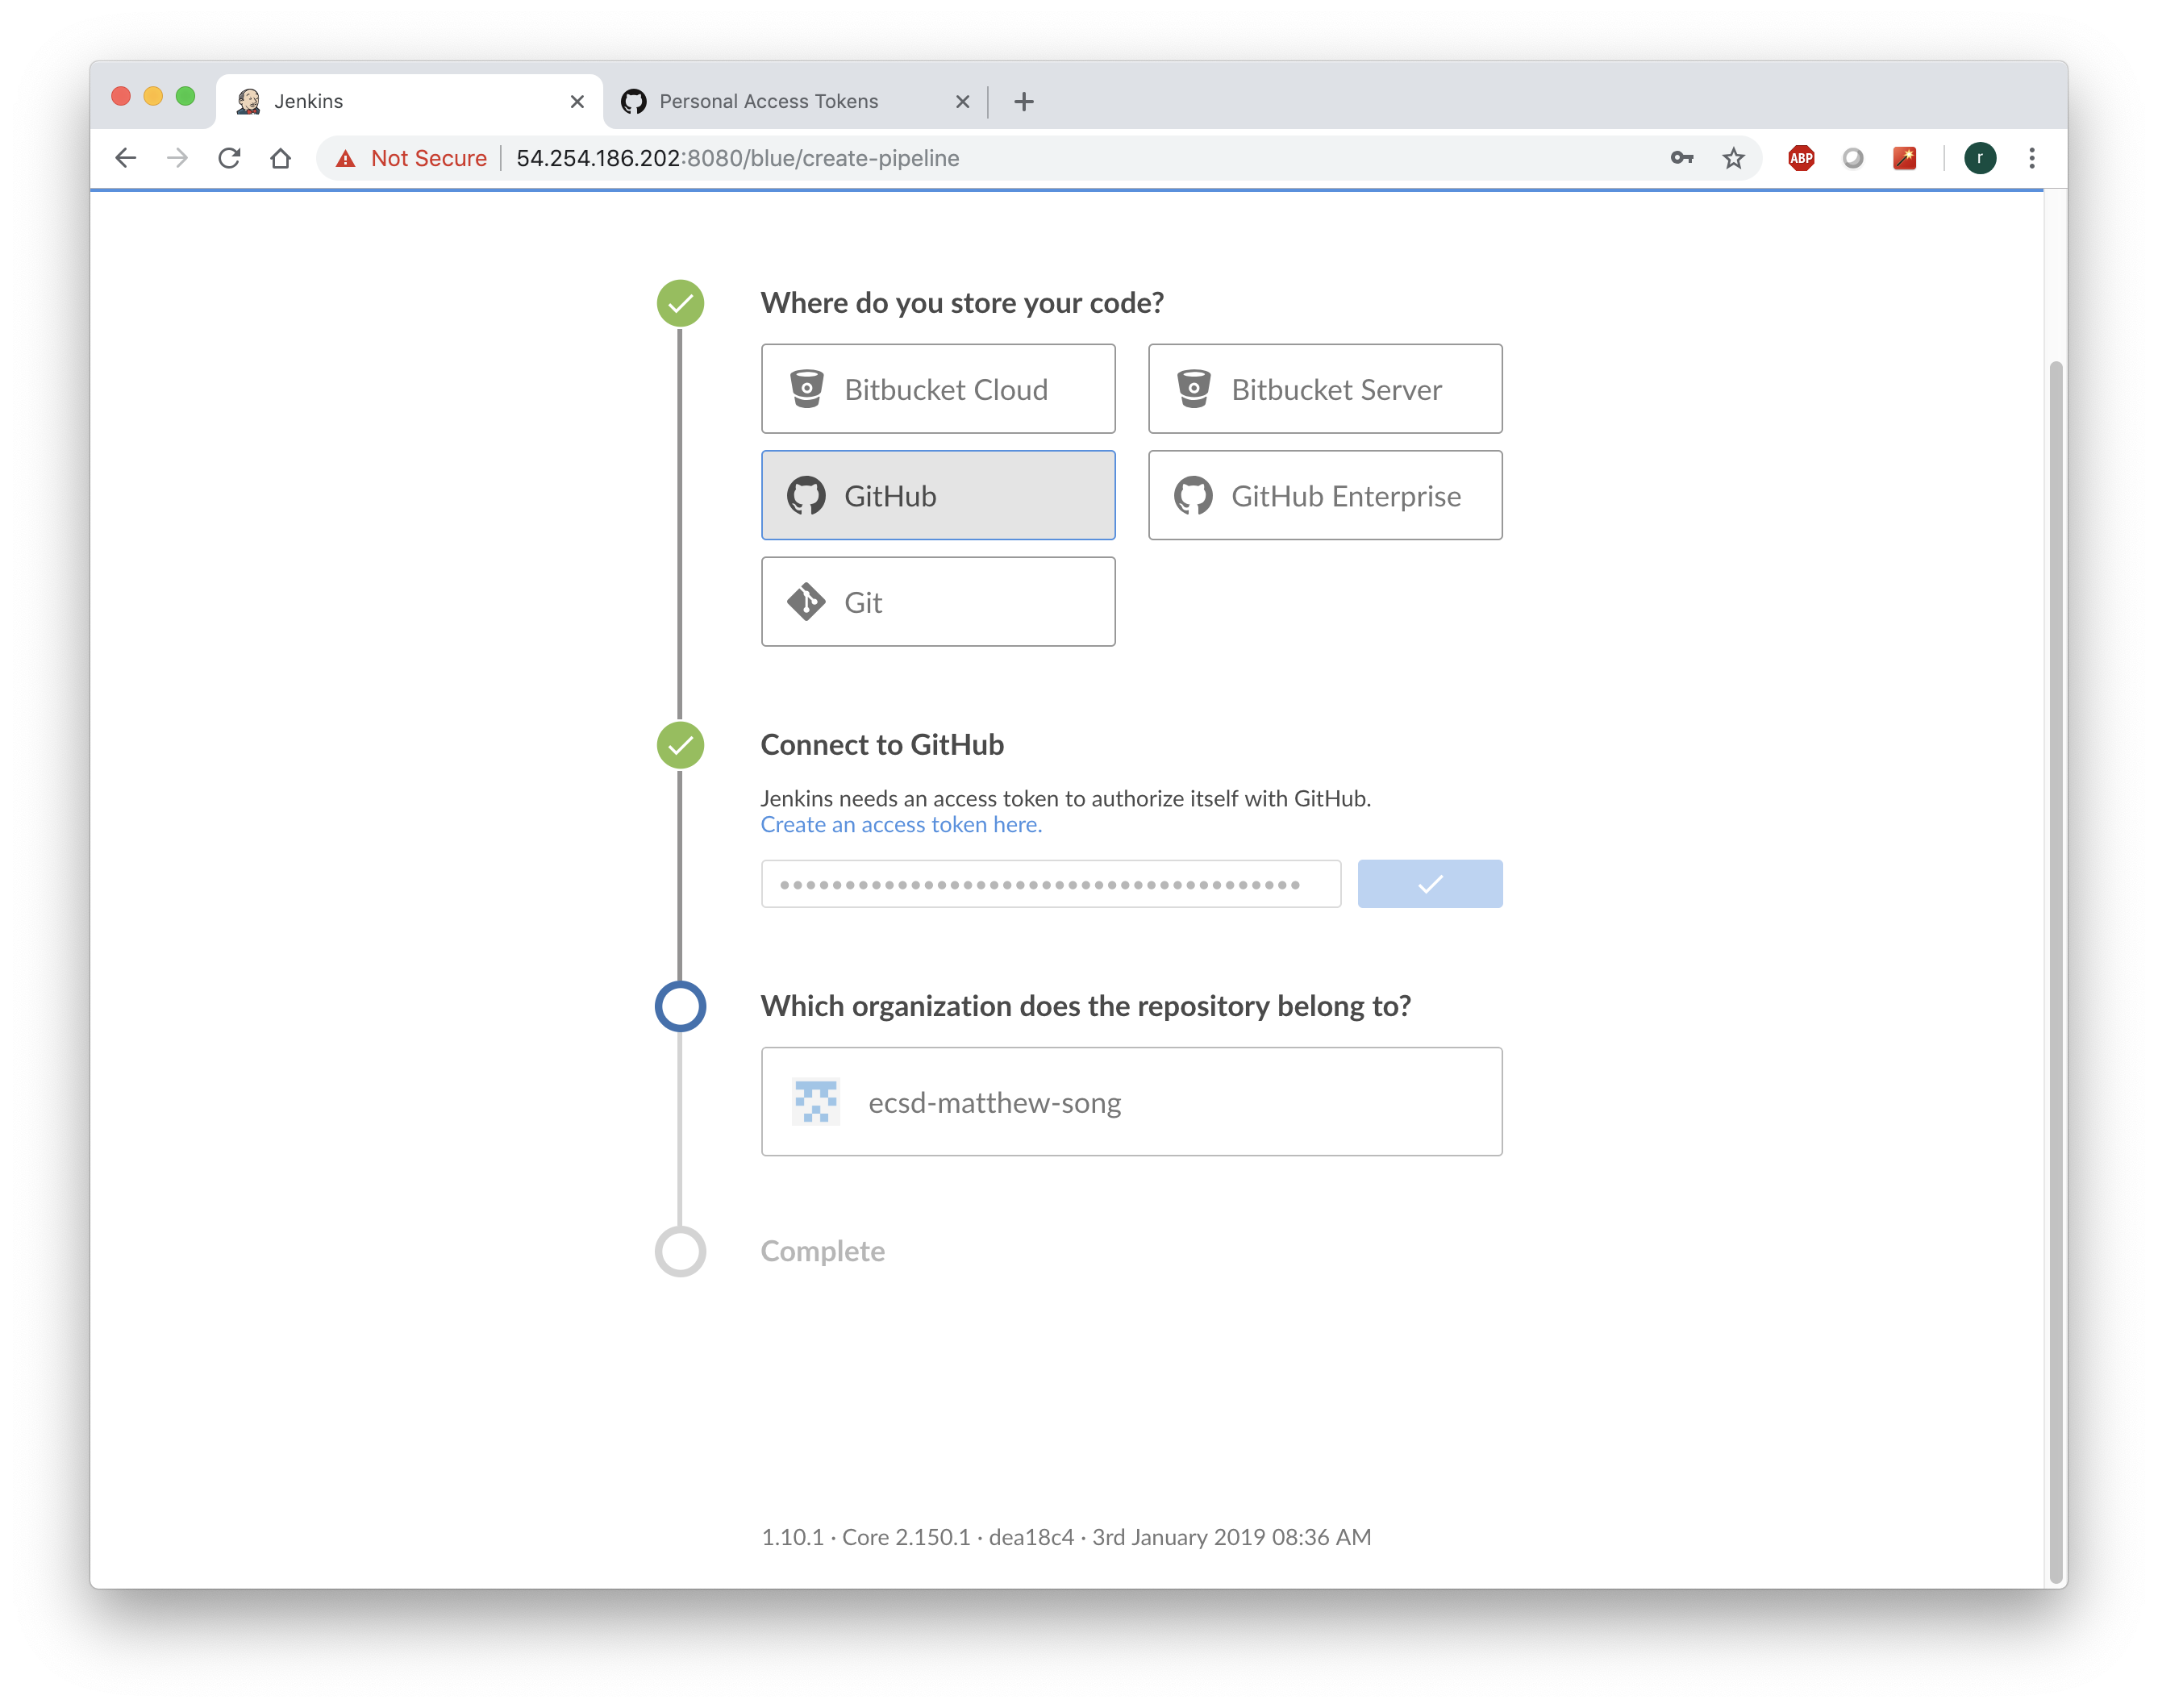 Jenkins
Personal Access Tokens
Not Secure
54.254.186.202:8080/blue/create-pipeline
ABP
r
Where do you store your code?
Bitbucket Cloud
Bitbucket Server
GitHub
GitHub Enterprise
Git
Connect to GitHub
Jenkins needs an access token to authorize itself with GitHub.
Create an access token here.
Which organization does the repository belong to?
ecsd-matthew-song
Complete
1.10.1 · Core 2.150.1 · dea18c4 · 3rd January 2019 08:36 AM